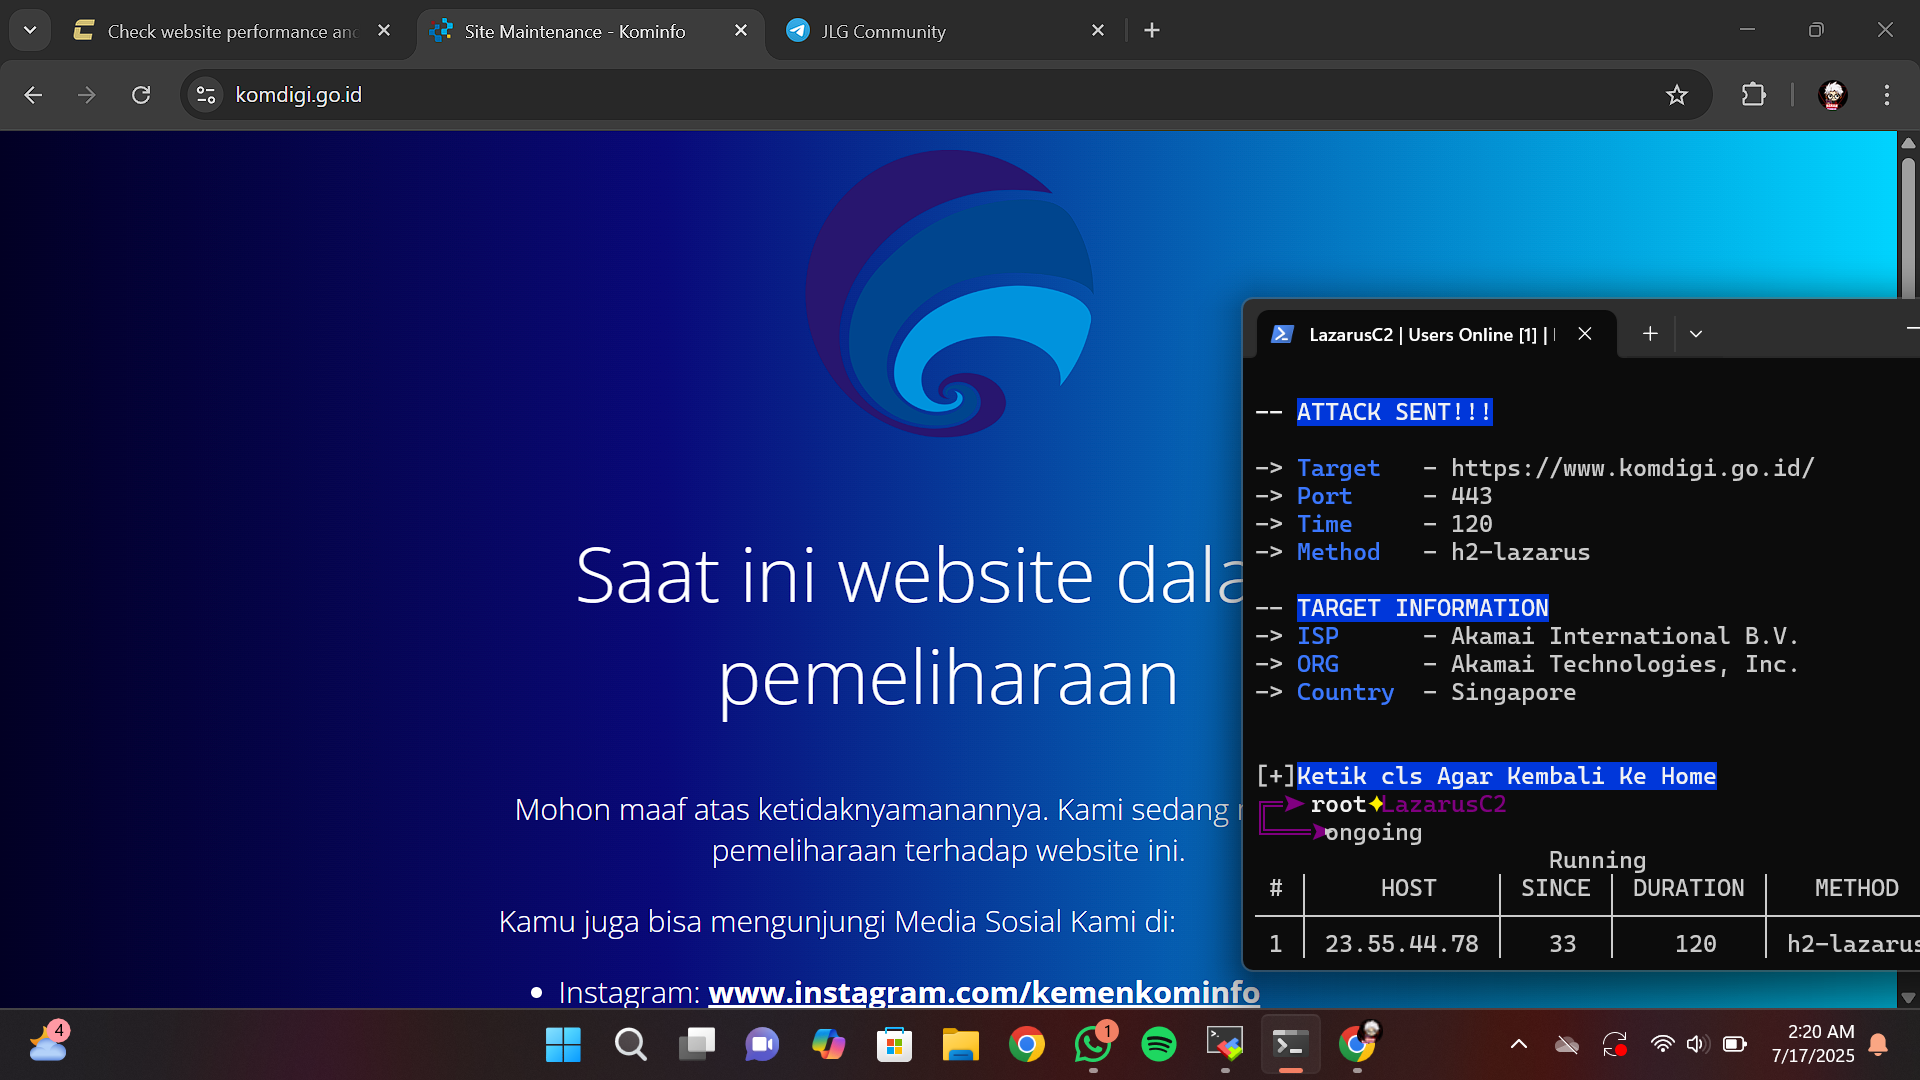 Check website performance and
Site Maintenance - Kominfo
JLG Community
komdigi.go.id
Saat ini website dala
pemeliharaan
Mohon maaf atas ketidaknyamanannya. Kami sedang
pemeliharaan terhadap website ini.
Kamu juga bisa mengunjungi Media Sosial Kami di:
Instagram: www.instagram.com/kemenkominfo
LazarusC2 | Users Online [1] |
-- ATTACK SENT!!!
-> Target - https://www.komdigi.go.id/
-> Port - 443
-> Time - 120
-> Method - h2-lazarus
-- TARGET INFORMATION
-> ISP - Akamai International B.V.
-> ORG - Akamai Technologies, Inc.
-> Country - Singapore
[+]Ketik cls Agar Kembali Ke Home
root✦LazarusC2
ongoing
Running
# HOST SINCE DURATION METHOD
1 23.55.44.78 33 120 h2-lazarus
4
1
2:20 AM
7/17/2025